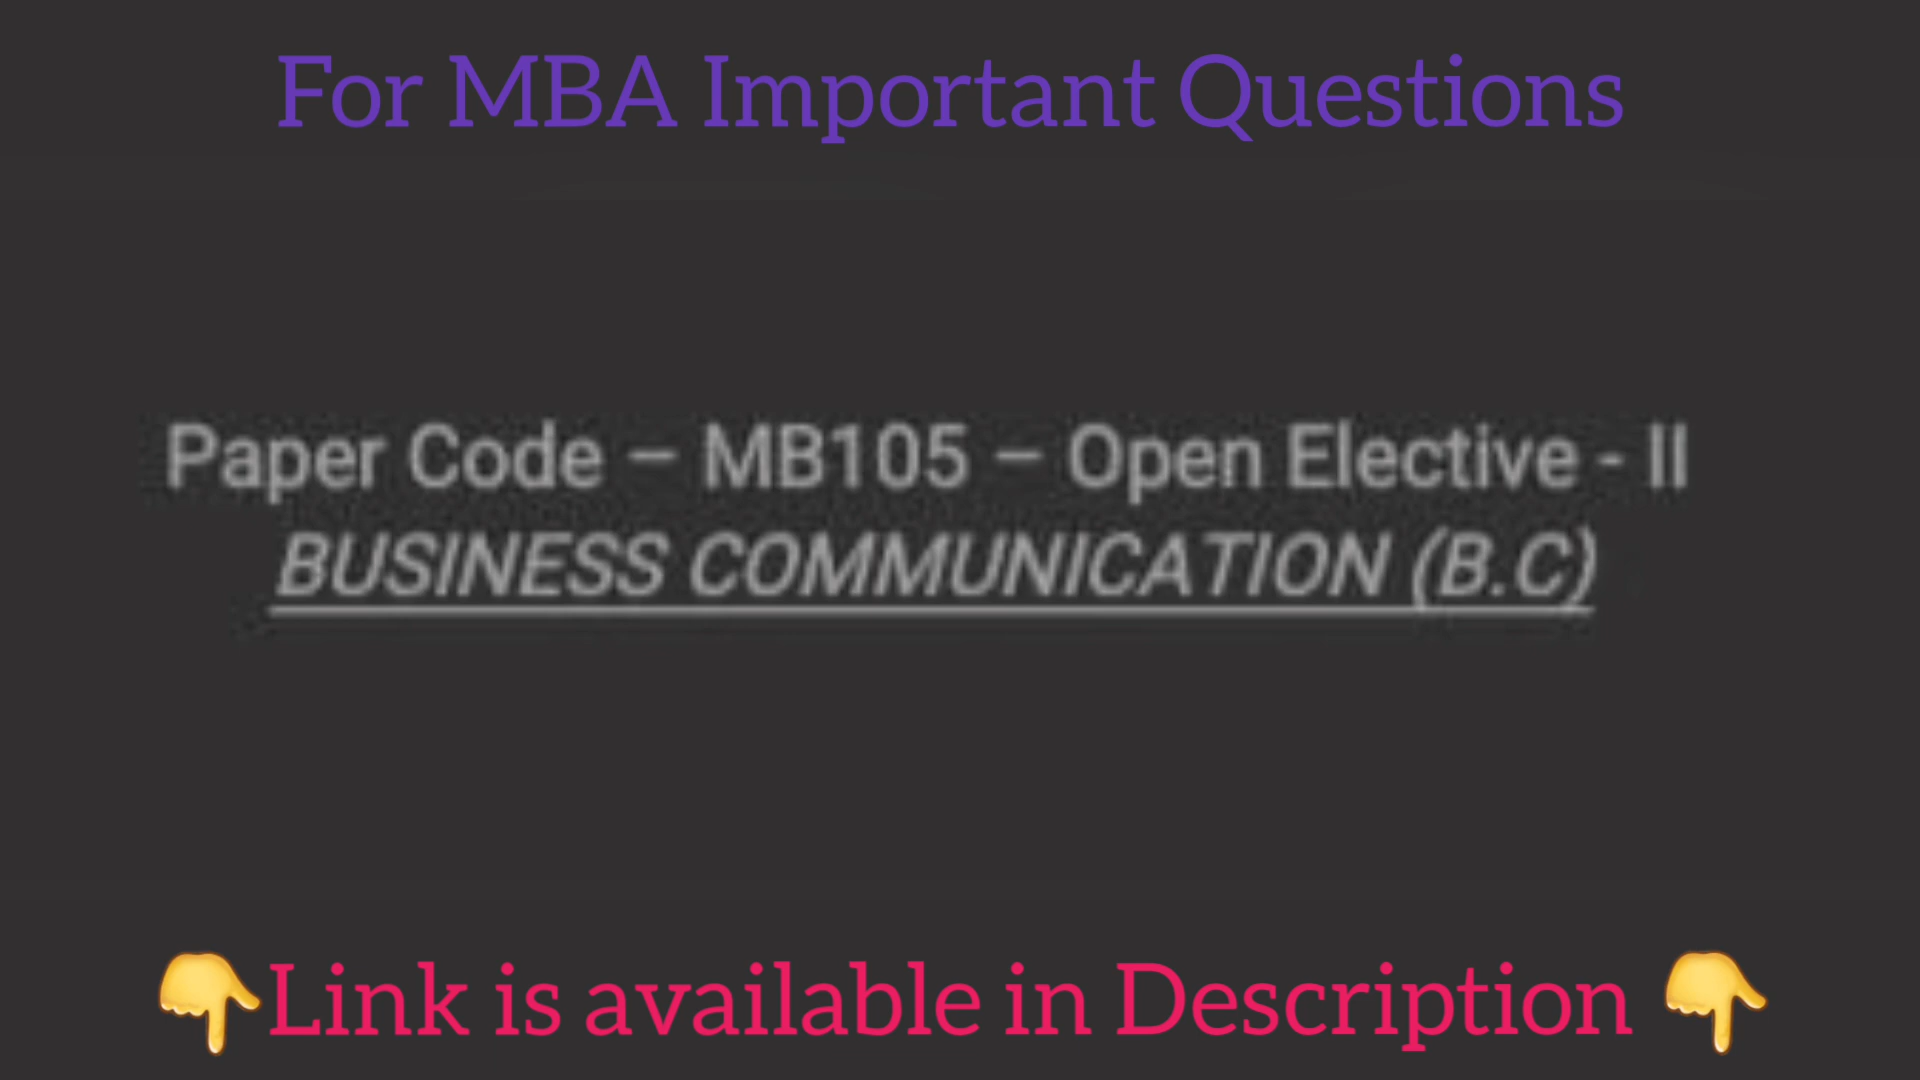 For MBA Important Questions
Paper Code – MB105 – Open Elective - II
BUSINESS COMMUNICATION (B.C)
👇Link is available in Description 👇